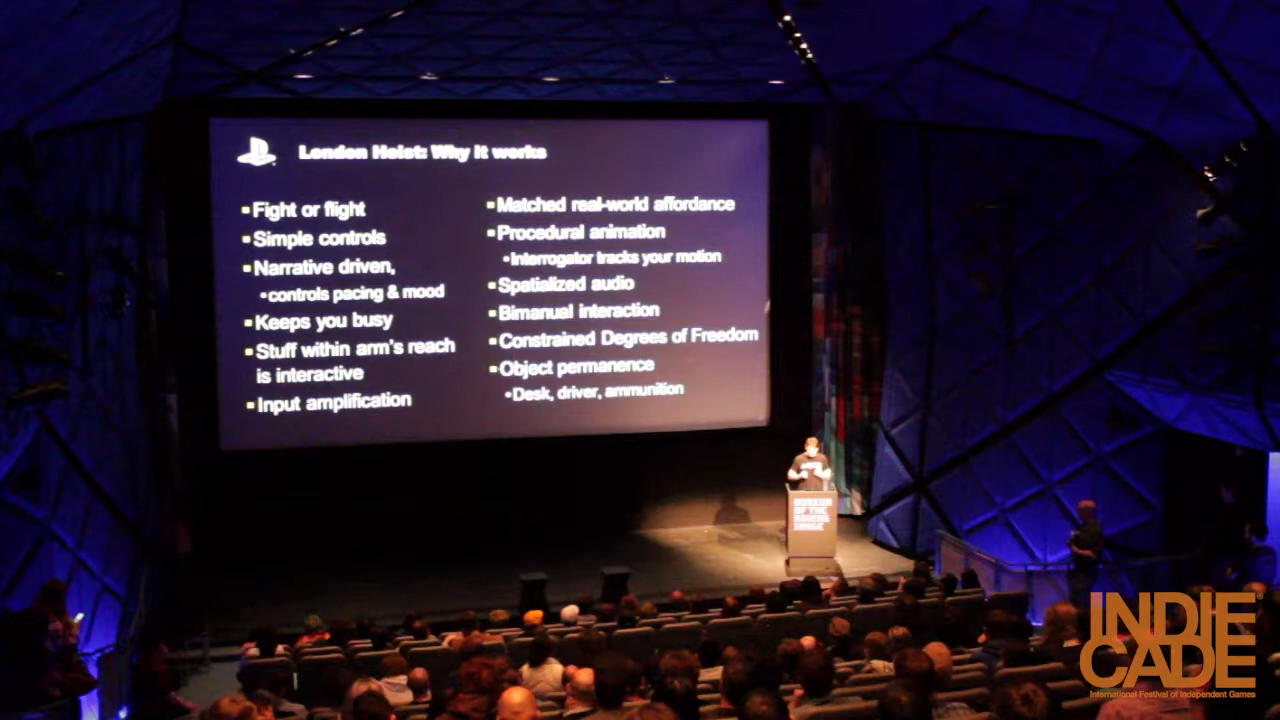 London Heist: Why it works
▪Fight or flight
▪Simple controls
▪Narrative driven,
•controls pacing & mood
▪Keeps you busy
▪Stuff within arm's reach
is interactive
▪Input amplification
▪Matched real-world affordance
▪Procedural animation
•Interrogator tracks your motion
▪Spatialized audio
▪Bimanual interaction
▪Constrained Degrees of Freedom
▪Object permanence
•Desk, driver, ammunition
MUSEUM
OF THE
MOVING
IMAGE
INDIE®
CADE
International Festival of Independent Games